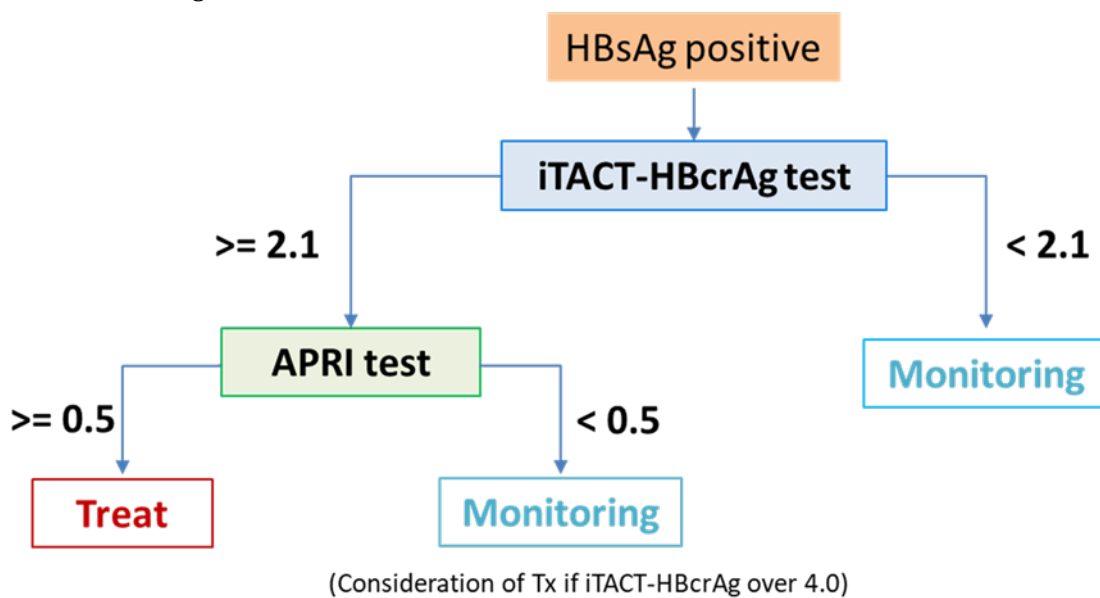 HBsAg positive
iTACT-HBcrAg test
>= 2.1
< 2.1
APRI test
Monitoring
>= 0.5
< 0.5
Treat
Monitoring
(Consideration of Tx if iTACT-HBcrAg over 4.0)